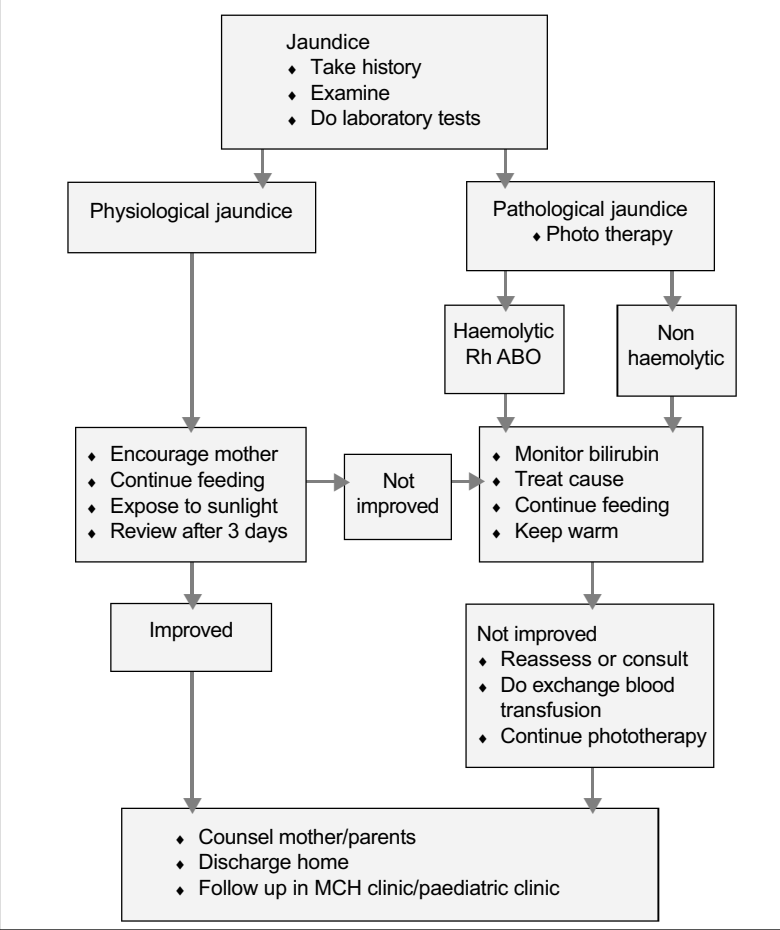 Jaundice
♦ Take history
♦ Examine
♦ Do laboratory tests
Physiological jaundice
Pathological jaundice
♦ Photo therapy
Haemolytic
Rh ABO
Non
haemolytic
♦ Encourage mother
♦ Continue feeding
♦ Expose to sunlight
♦ Review after 3 days
Not
improved
♦ Monitor bilirubin
♦ Treat cause
♦ Continue feeding
♦ Keep warm
Improved
Not improved
♦ Reassess or consult
♦ Do exchange blood
transfusion
♦ Continue phototherapy
♦ Counsel mother/parents
♦ Discharge home
♦ Follow up in MCH clinic/paediatric clinic